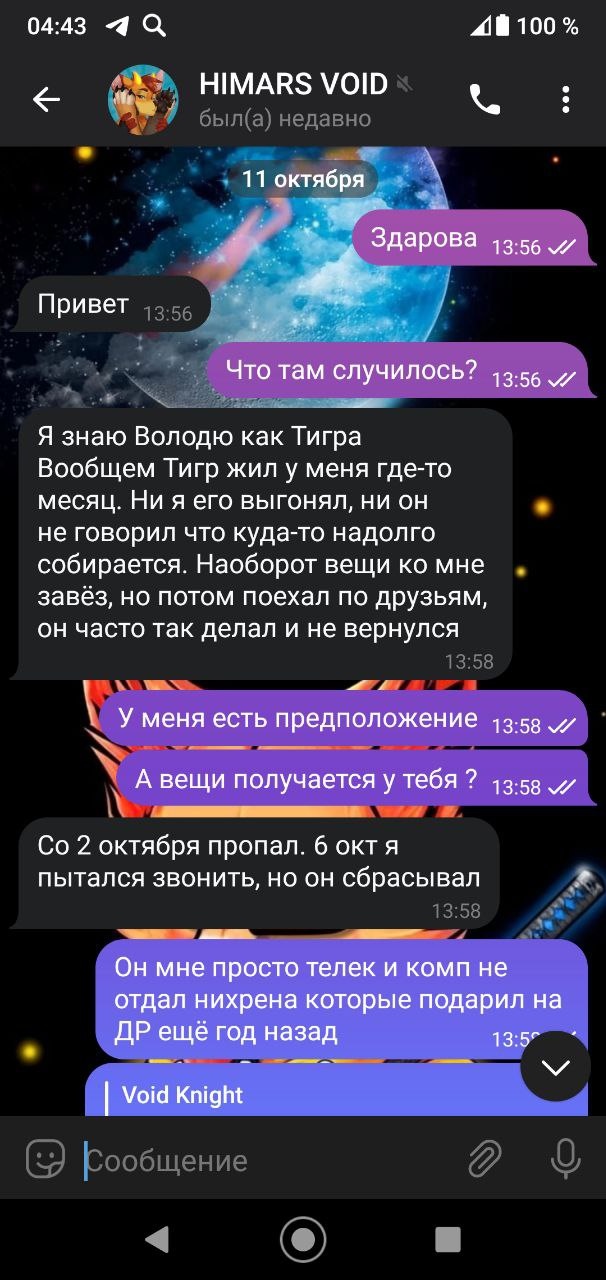 04:43
100 %
HIMARS VOID
был(а) недавно
11 октября
Здарова 13:56
Привет 13:56
Что там случилось? 13:56
Я знаю Володю как Тигра
Вообщем Тигр жил у меня где-то
месяц. Ни я его выгонял, ни он
не говорил что куда-то надолго
собирается. Наоборот вещи ко мне
завёз, но потом поехал по друзьям,
он часто так делал и не вернулся
13:58
У меня есть предположение 13:58
А вещи получается у тебя ? 13:58
Со 2 октября пропал. 6 окт я
пытался звонить, но он сбрасывал
13:58
Он мне просто телек и комп не
отдал нихрена которые подарил на
ДР ещё год назад 13:59
Void Knight
Сообщение